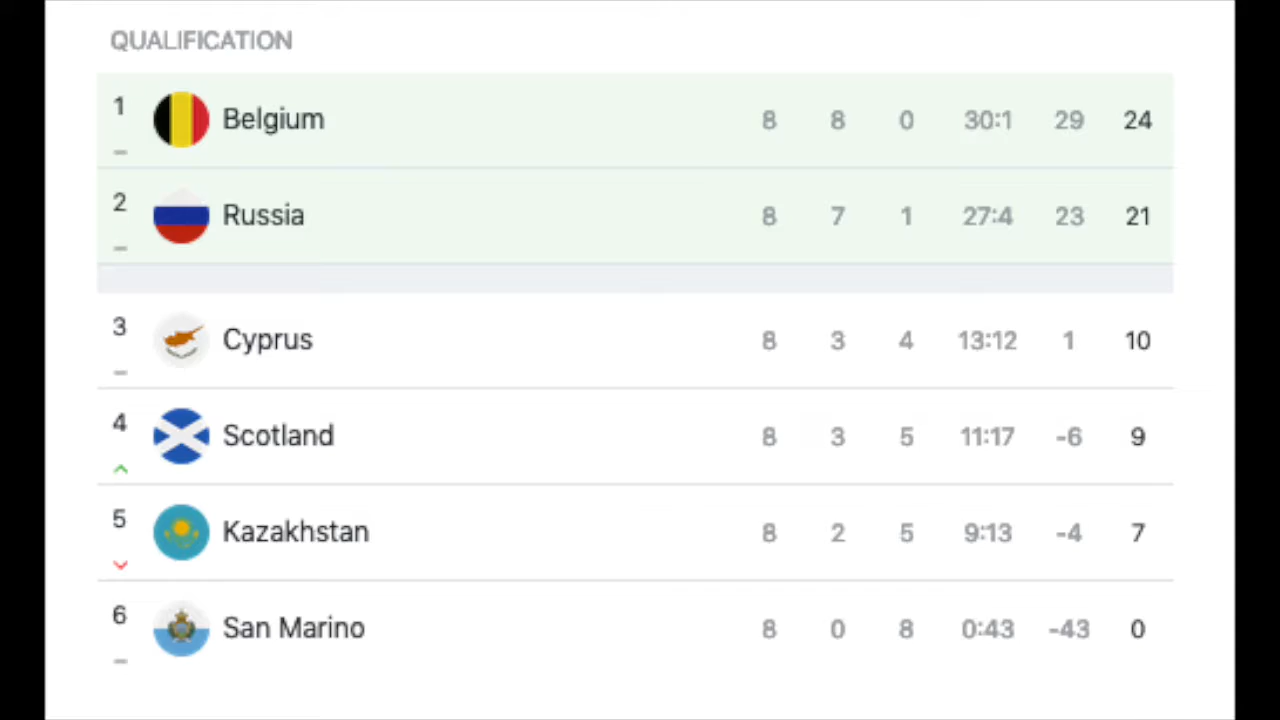 QUALIFICATION
1 Belgium 8 8 0 30:1 29 24
2 Russia 8 7 1 27:4 23 21
3 Cyprus 8 3 4 13:12 1 10
4 Scotland 8 3 5 11:17 -6 9
5 Kazakhstan 8 2 5 9:13 -4 7
6 San Marino 8 0 8 0:43 -43 0